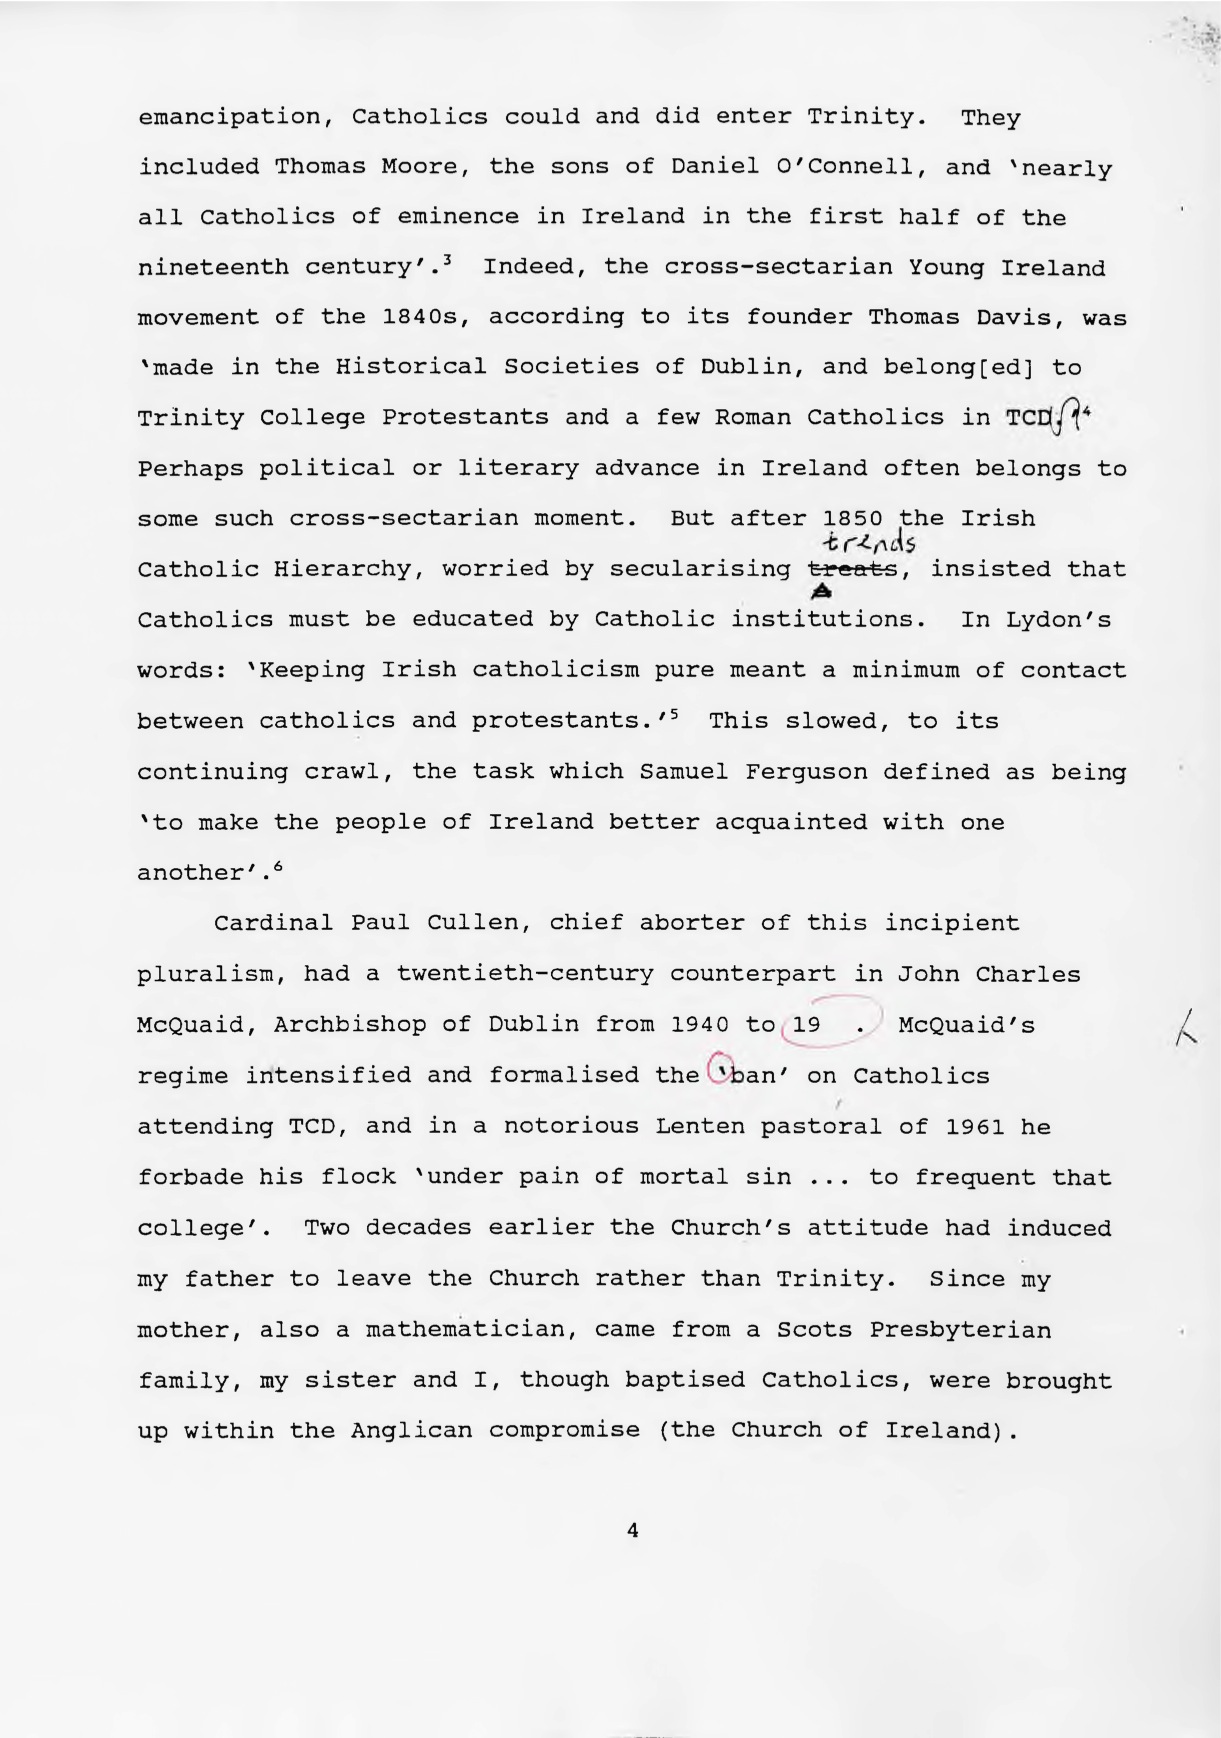 emancipation, Catholics could and did enter Trinity. They
included Thomas Moore, the sons of Daniel O'Connell, and 'nearly
all Catholics of eminence in Ireland in the first half of the
nineteenth century'.³ Indeed, the cross-sectarian Young Ireland
movement of the 1840s, according to its founder Thomas Davis, was
'made in the Historical Societies of Dublin, and belong[ed] to
Trinity College Protestants and a few Roman Catholics in TCD.'⁴
Perhaps political or literary advance in Ireland often belongs to
some such cross-sectarian moment. But after 1850 the Irish
trends
Catholic Hierarchy, worried by secularising treats, insisted that
Catholics must be educated by Catholic institutions. In Lydon's
words: 'Keeping Irish catholicism pure meant a minimum of contact
between catholics and protestants.'⁵ This slowed, to its
continuing crawl, the task which Samuel Ferguson defined as being
'to make the people of Ireland better acquainted with one
another'.⁶
Cardinal Paul Cullen, chief aborter of this incipient
pluralism, had a twentieth-century counterpart in John Charles
McQuaid, Archbishop of Dublin from 1940 to 19 . McQuaid's
regime intensified and formalised the 'ban' on Catholics
attending TCD, and in a notorious Lenten pastoral of 1961 he
forbade his flock 'under pain of mortal sin ... to frequent that
college'. Two decades earlier the Church's attitude had induced
my father to leave the Church rather than Trinity. Since my
mother, also a mathematician, came from a Scots Presbyterian
family, my sister and I, though baptised Catholics, were brought
up within the Anglican compromise (the Church of Ireland).
4